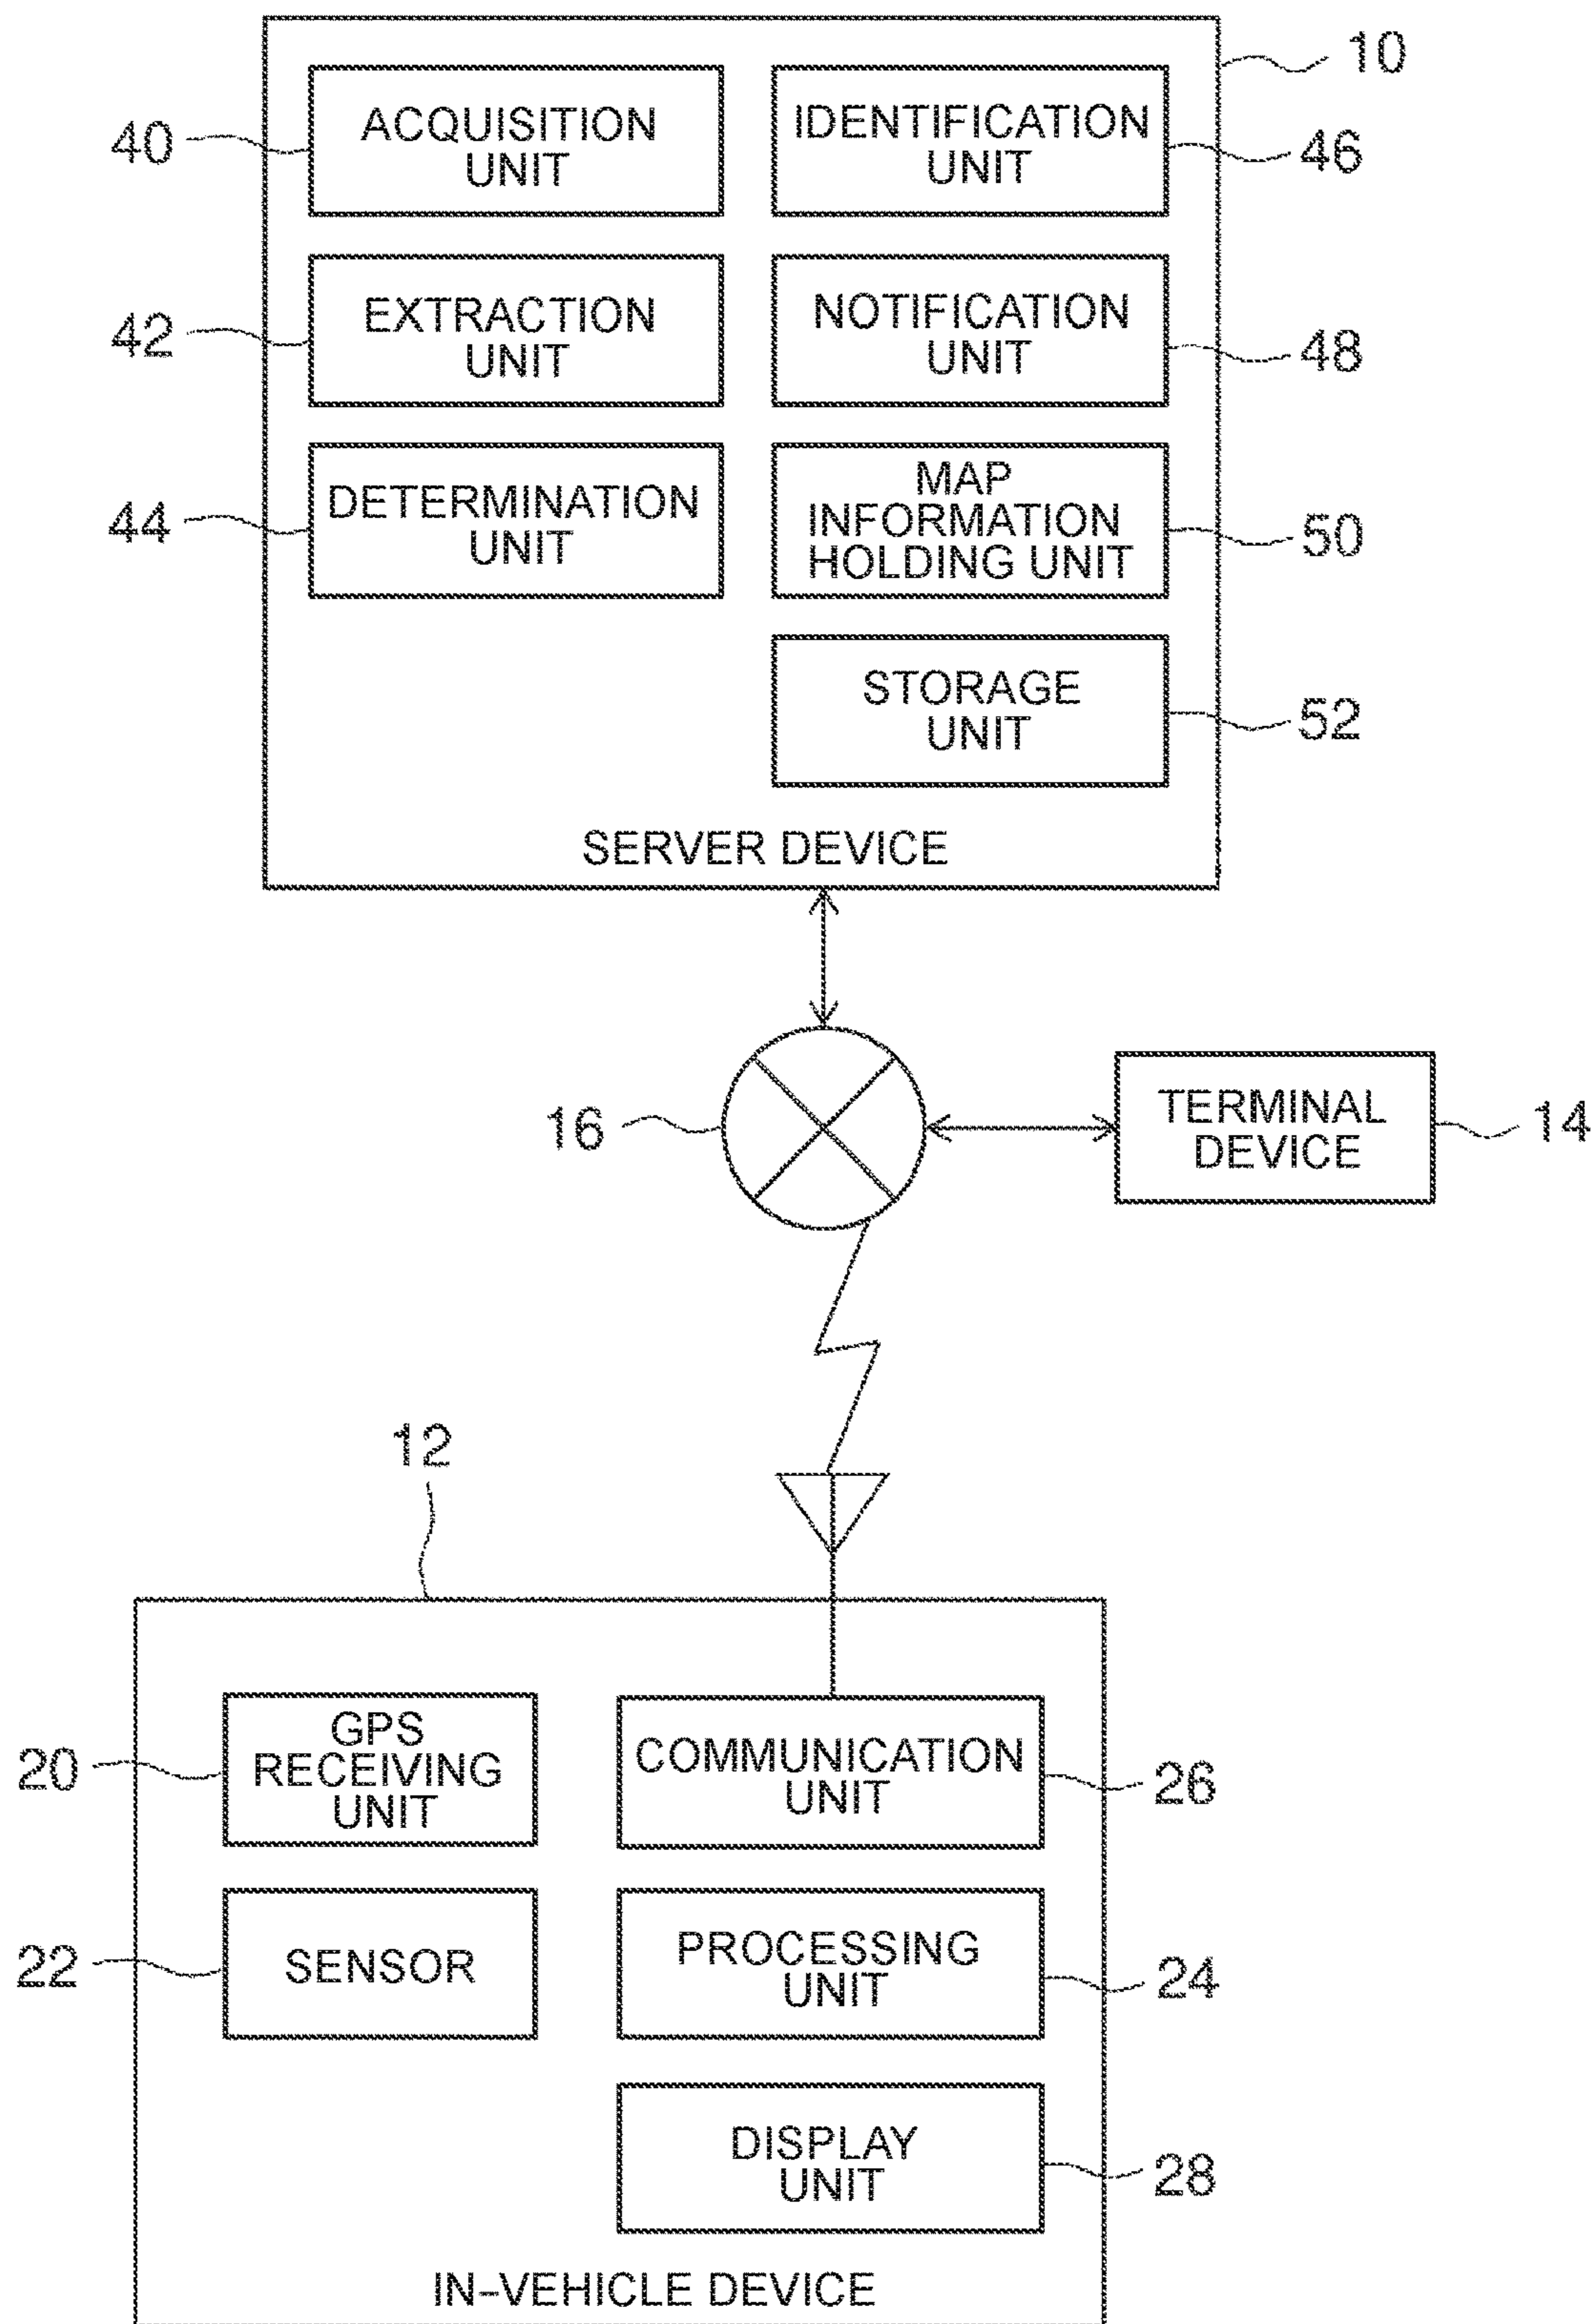 10
40
ACQUISITION
UNIT
IDENTIFICATION
UNIT
46
42
EXTRACTION
UNIT
NOTIFICATION
UNIT
48
44
DETERMINATION
UNIT
MAP
INFORMATION
HOLDING UNIT
50
STORAGE
UNIT
52
SERVER DEVICE
16
TERMINAL
DEVICE
14
12
20
GPS
RECEIVING
UNIT
COMMUNICATION
UNIT
26
22
SENSOR
PROCESSING
UNIT
24
DISPLAY
UNIT
28
IN-VEHICLE DEVICE